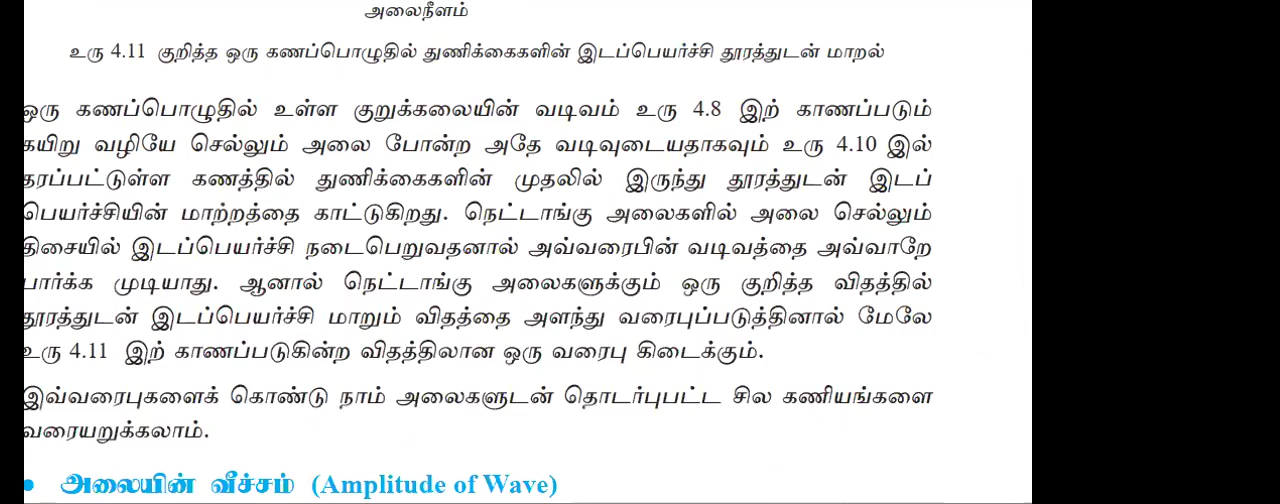 அலைநீளம்
உரு 4.11 குறித்த ஒரு கணப்பொழுதில் துணிக்கைகளின் இடப்பெயர்ச்சி தூரத்துடன் மாறல்
ஒரு கணப்பொழுதில் உள்ள குறுக்கலையின் வடிவம் உரு 4.8 இற் காணப்படும்
கயிறு வழியே செல்லும் அலை போன்ற அதே வடிவுடையதாகவும் உரு 4.10 இல்
தரப்பட்டுள்ள கணத்தில் துணிக்கைகளின் முதலில் இருந்து தூரத்துடன் இடப்
பெயர்ச்சியின் மாற்றத்தை காட்டுகிறது. நெட்டாங்கு அலைகளில் அலை செல்லும்
திசையில் இடப்பெயர்ச்சி நடைபெறுவதனால் அவ்வரைபின் வடிவத்தை அவ்வாறே
பார்க்க முடியாது. ஆனால் நெட்டாங்கு அலைகளுக்கும் ஒரு குறித்த விதத்தில்
தூரத்துடன் இடப்பெயர்ச்சி மாறும் விதத்தை அளந்து வரைபுப்படுத்தினால் மேலே
உரு 4.11 இற் காணப்படுகின்ற விதத்திலான ஒரு வரைபு கிடைக்கும்.
இவ்வரைபுகளைக் கொண்டு நாம் அலைகளுடன் தொடர்புபட்ட சில கணியங்களை
வரையறுக்கலாம்.
• அலையின் வீச்சம் (Amplitude of Wave)